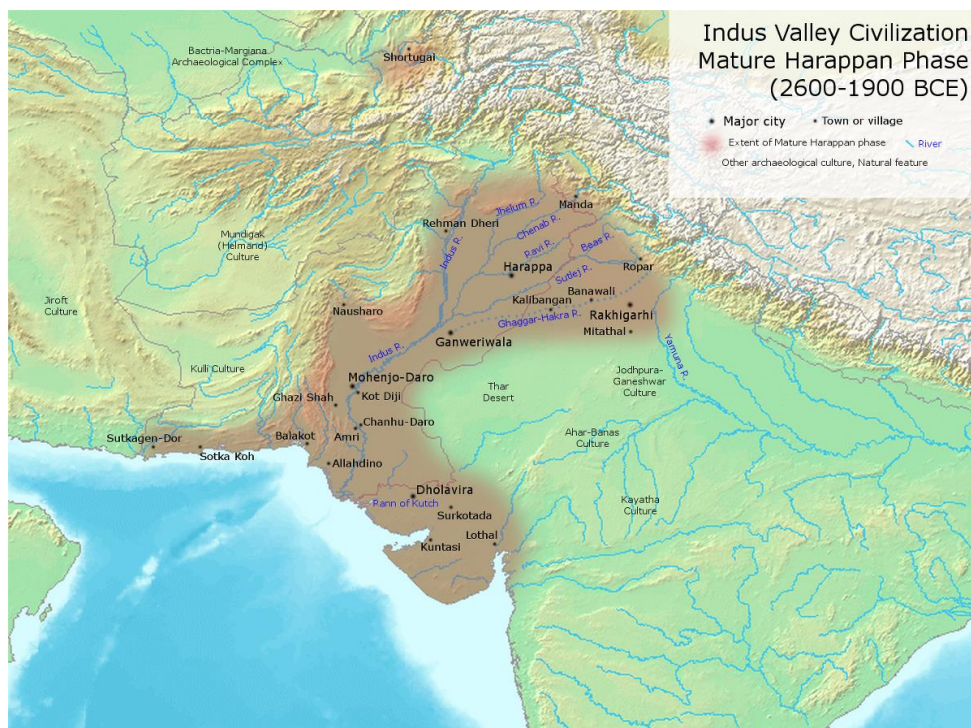 Indus Valley Civilization
Mature Harappan Phase
(2600-1900 BCE)
Major city
Town or village
Extent of Mature Harappan phase
River
Other archaeological culture, Natural feature
Bactria-Margiana
Archaeological Complex
Shortugai
Manda
Jhelum R.
Rehman Dheri
Chenab R.
Mundigak
(Helmand)
Culture
Indus R.
Ravi R.
Beas R.
Harappa
Sutlej R.
Ropar
Jiroft
Culture
Nausharo
Kalibangan
Banawali
Rakhigarhi
Ghaggar-Hakra R.
Mitathal
Ganweriwala
Indus R.
Yamuna R.
Kulli Culture
Mohenjo-Daro
Ghazi Shah
Kot Diji
Thar
Desert
Jodhpura-
Ganeshwar
Culture
Chanhu-Daro
Sutkagen-Dor
Balakot
Amri
Ahar-Banas
Culture
Sotka Koh
Allahdino
Dholavira
Rann of Kutch
Surkotada
Kayatha
Culture
Lothal
Kuntasi